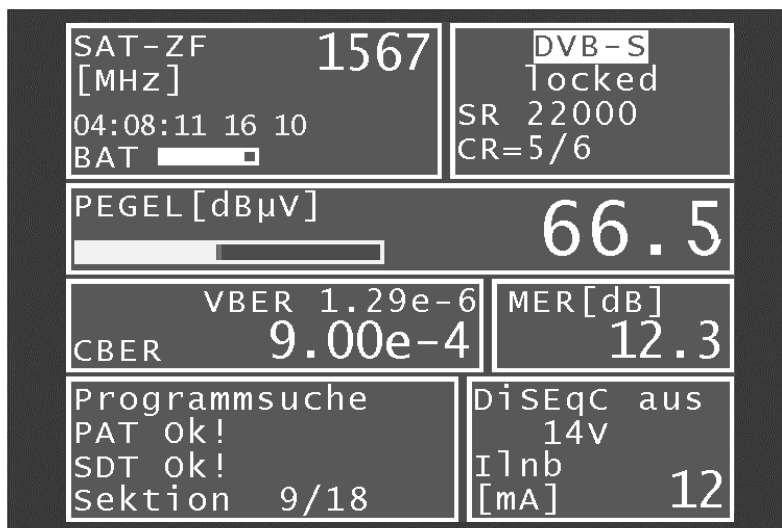 SAT-ZF 1567
[MHz]
04:08:11 16 10
BAT
DVB-S
locked
SR 22000
CR=5/6
PEGEL[dBµV]
66.5
VBER 1.29e-6
CBER 9.00e-4
MER[dB]
12.3
Programmsuche
PAT Ok!
SDT Ok!
Sektion 9/18
DiSEqC aus
14V
Ilnb
[mA] 12